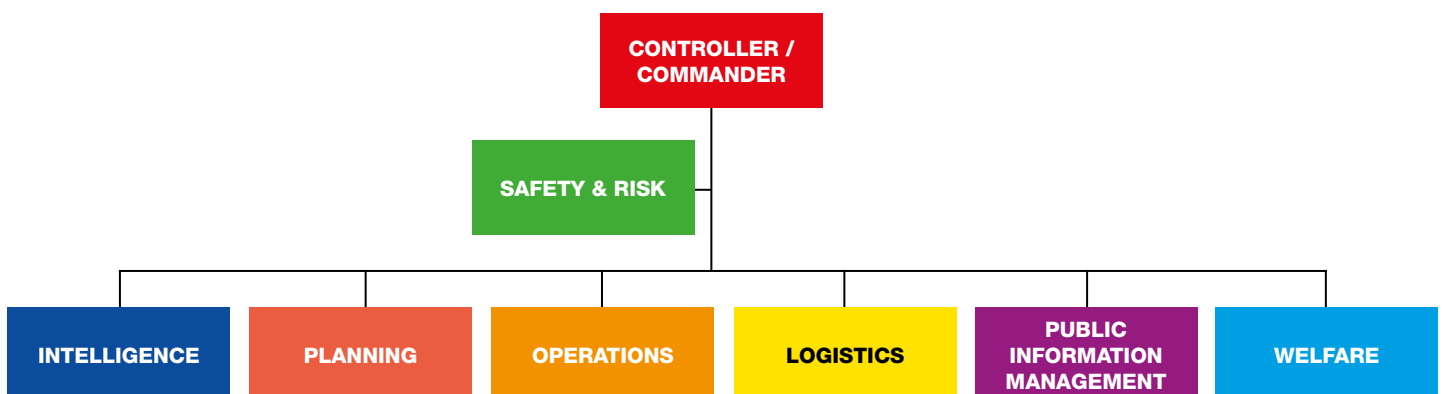 CONTROLLER /
COMMANDER
SAFETY & RISK
INTELLIGENCE
PLANNING
OPERATIONS
LOGISTICS
PUBLIC
INFORMATION
MANAGEMENT
WELFARE